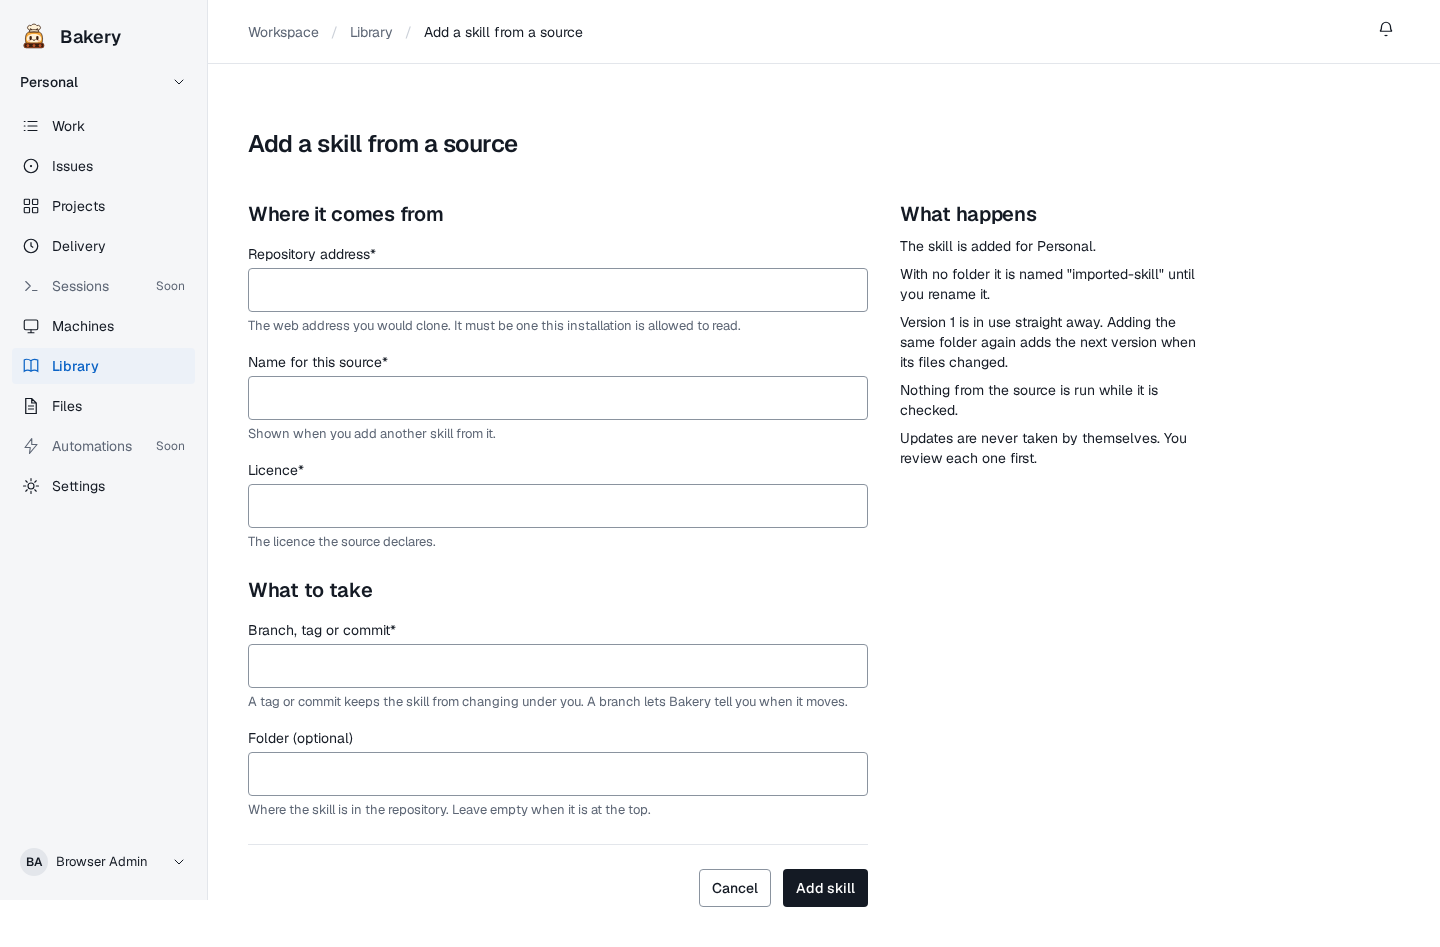 Bakery
Personal
Work
Issues
Projects
Delivery
Sessions Soon
Machines
Library
Files
Automations Soon
Settings
BA Browser Admin
Workspace / Library / Add a skill from a source
Add a skill from a source
Where it comes from
Repository address*
The web address you would clone. It must be one this installation is allowed to read.
Name for this source*
Shown when you add another skill from it.
Licence*
The licence the source declares.
What to take
Branch, tag or commit*
A tag or commit keeps the skill from changing under you. A branch lets Bakery tell you when it moves.
Folder (optional)
Where the skill is in the repository. Leave empty when it is at the top.
Cancel
Add skill
What happens
The skill is added for Personal.
With no folder it is named "imported-skill" until
you rename it.
Version 1 is in use straight away. Adding the
same folder again adds the next version when
its files changed.
Nothing from the source is run while it is
checked.
Updates are never taken by themselves. You
review each one first.